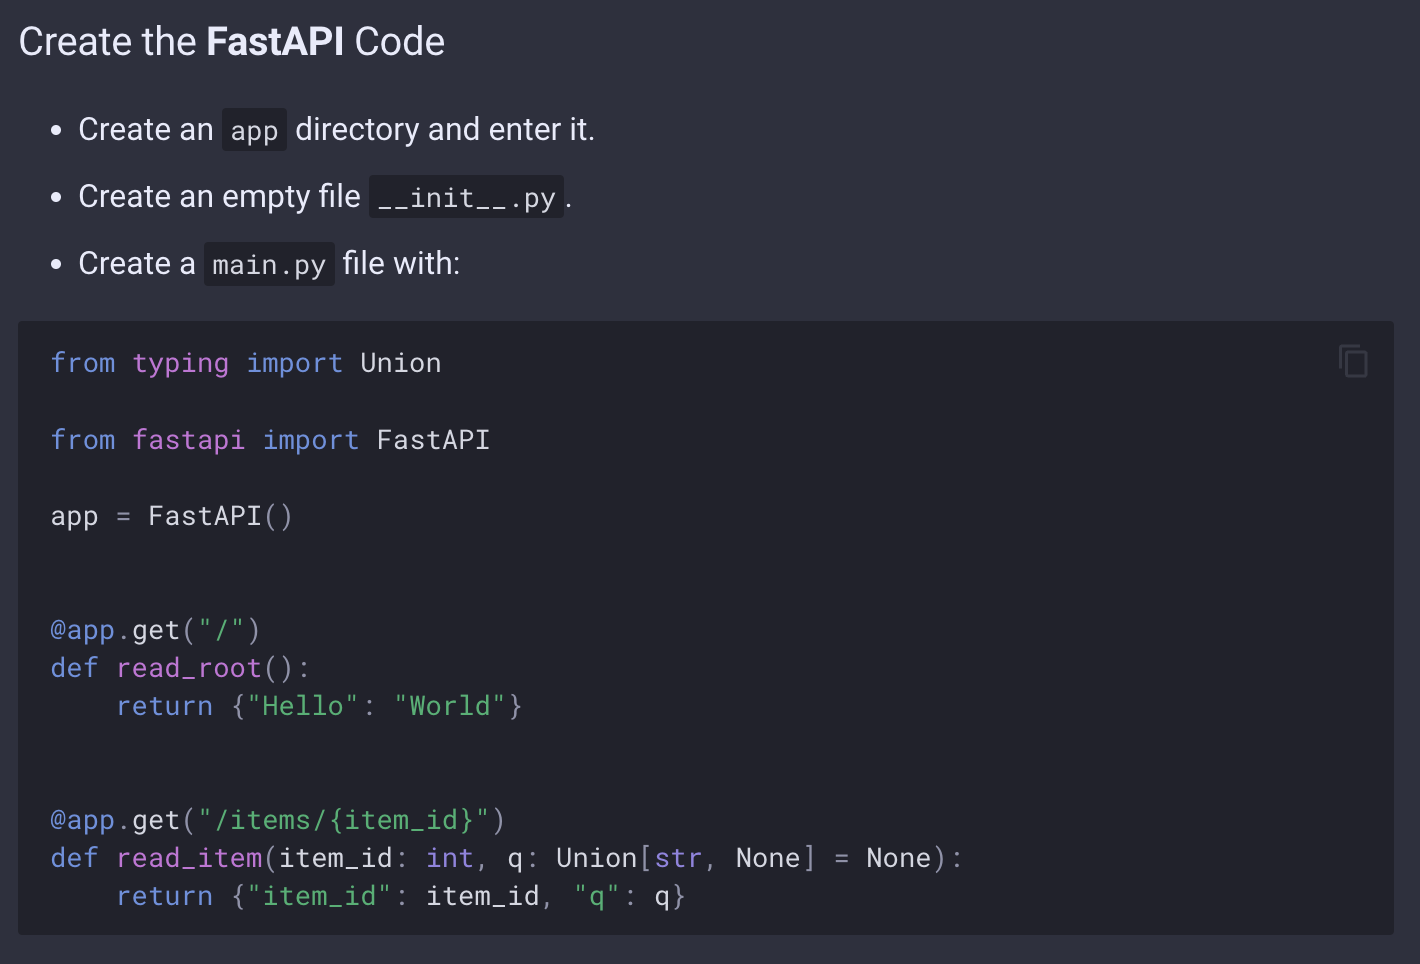 Create the FastAPI Code
• Create an app directory and enter it.
• Create an empty file __init__.py.
• Create a main.py file with:
from typing import Union
from fastapi import FastAPI
app = FastAPI()
@app.get("/")
def read_root():
    return {"Hello": "World"}
@app.get("/items/{item_id}")
def read_item(item_id: int, q: Union[str, None] = None):
    return {"item_id": item_id, "q": q}